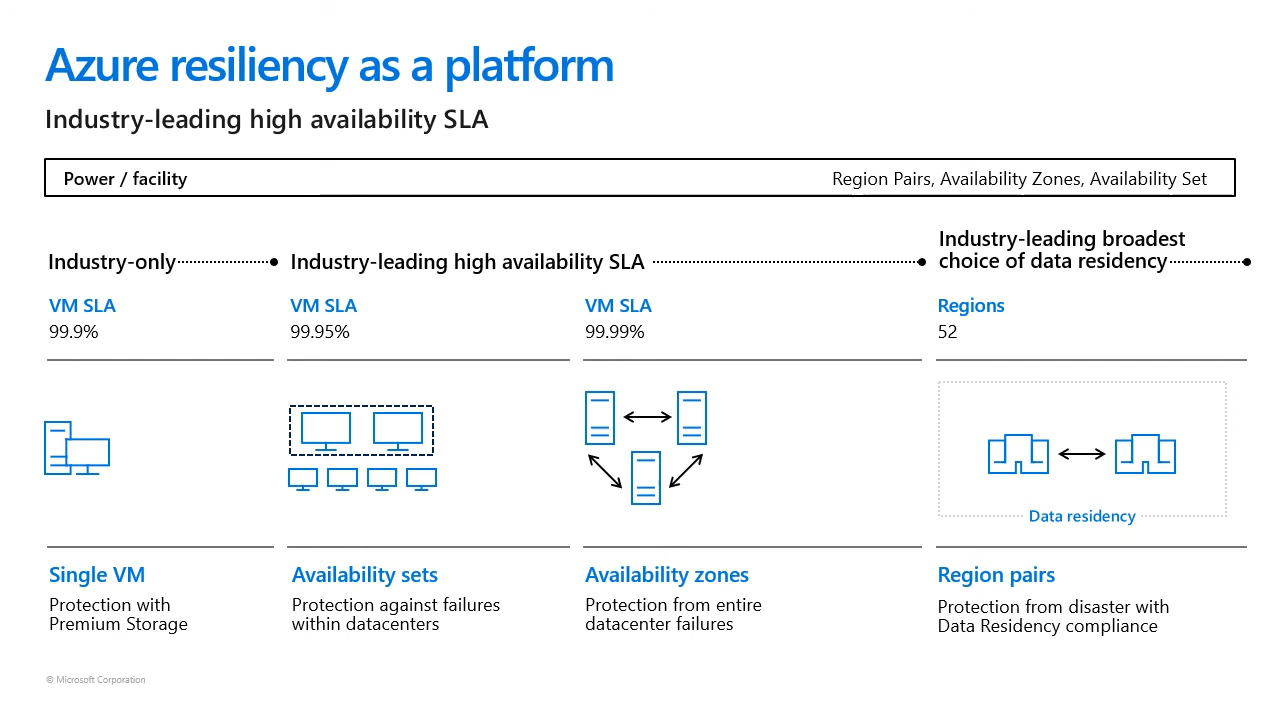 Azure resiliency as a platform
Industry-leading high availability SLA
Power / facility
Region Pairs, Availability Zones, Availability Set
Industry-only
Industry-leading high availability SLA
Industry-leading broadest
choice of data residency
VM SLA
99.9%
VM SLA
99.95%
VM SLA
99.99%
Regions
52
Data residency
Single VM
Protection with
Premium Storage
Availability sets
Protection against failures
within datacenters
Availability zones
Protection from entire
datacenter failures
Region pairs
Protection from disaster with
Data Residency compliance
© Microsoft Corporation